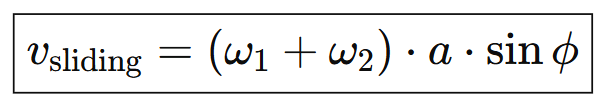 v_sliding = (ω₁ + ω₂) · a · sin ϕ